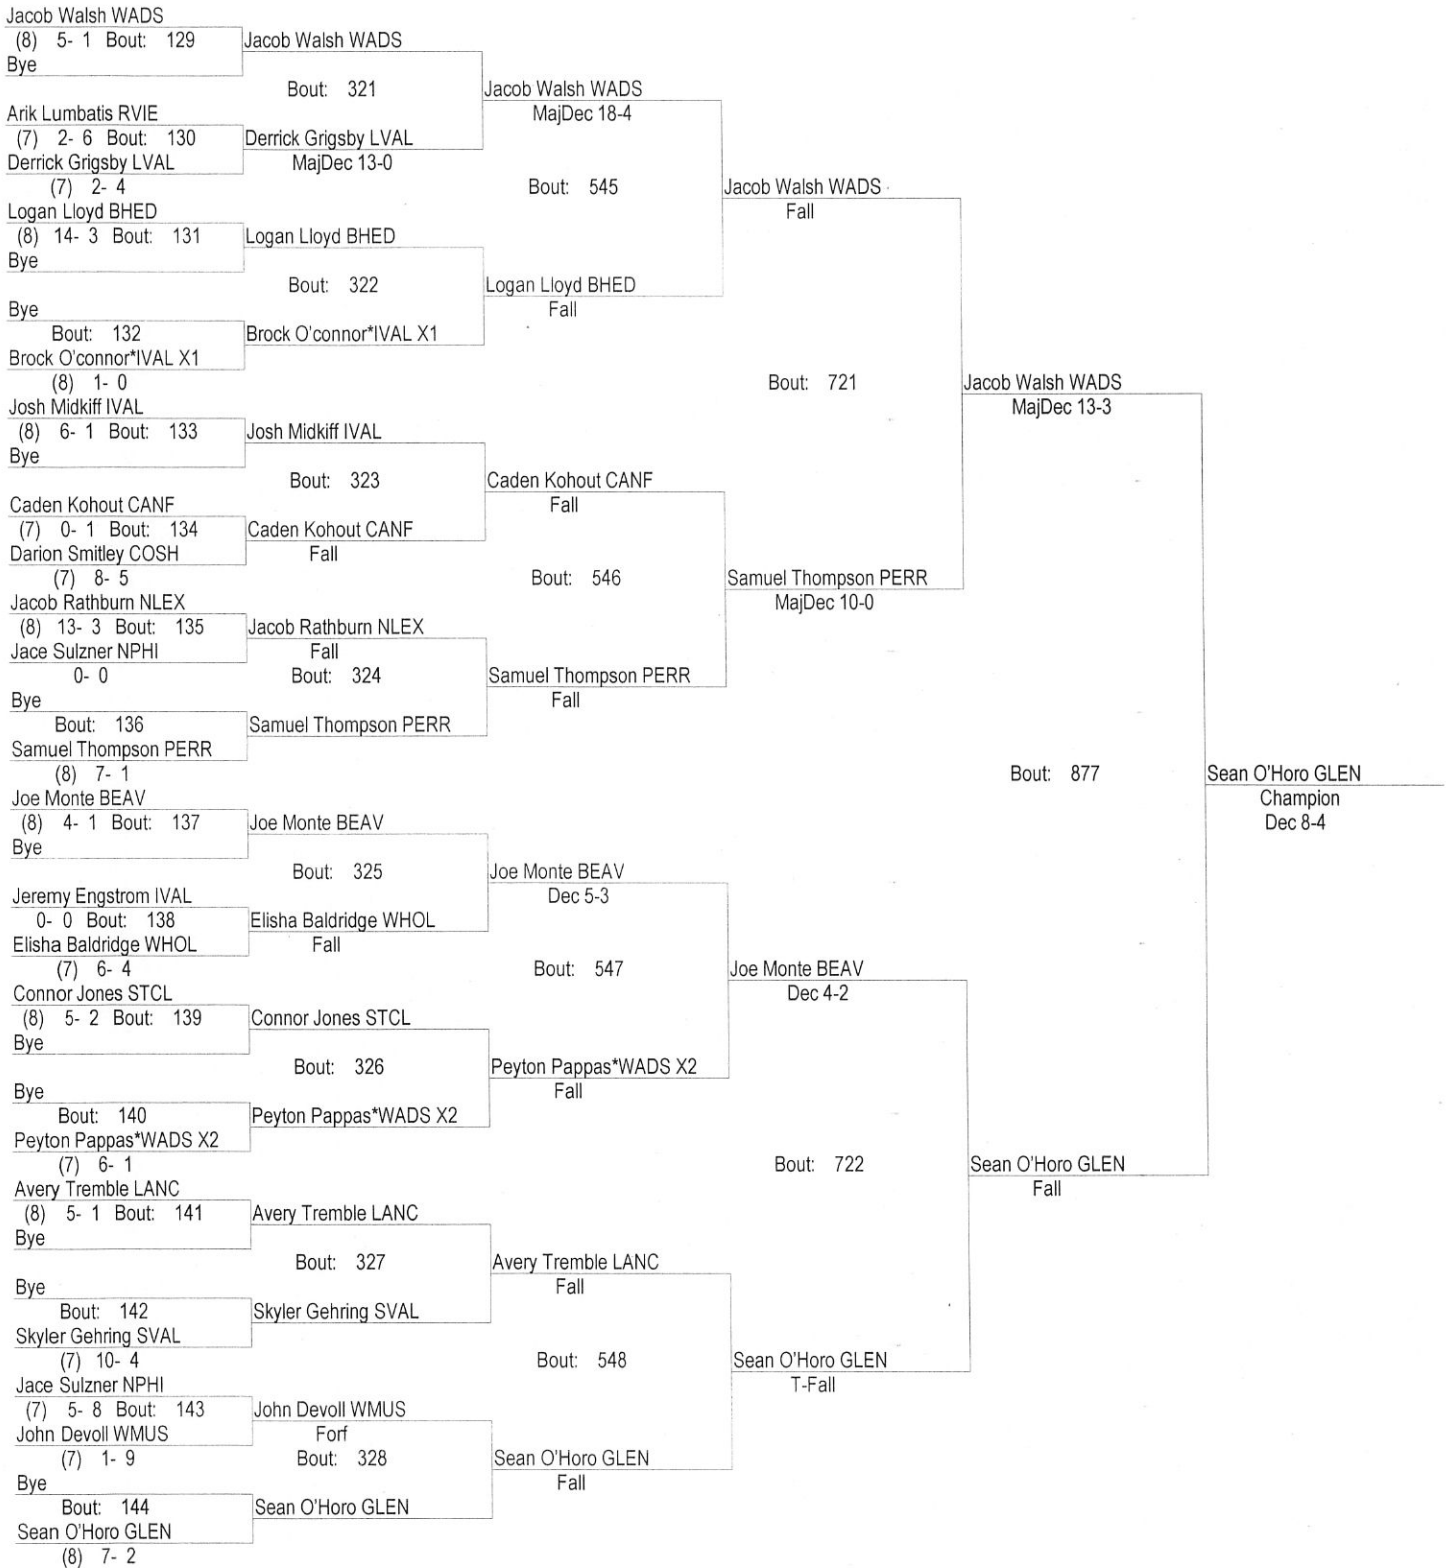 Jacob Walsh WADS
(8) 5- 1 Bout: 129
Bye
Jacob Walsh WADS
Bout: 321
Arik Lumbatis RVIE
(7) 2- 6 Bout: 130
Derrick Grigsby LVAL
(7) 2- 4
Derrick Grigsby LVAL
MajDec 13-0
Jacob Walsh WADS
MajDec 18-4
Bout: 545
Logan Lloyd BHED
(8) 14- 3 Bout: 131
Bye
Logan Lloyd BHED
Bout: 322
Bye
Bout: 132
Brock O'connor*IVAL X1
(8) 1- 0
Brock O'connor*IVAL X1
Logan Lloyd BHED
Fall
Jacob Walsh WADS
Fall
Bout: 721
Josh Midkiff IVAL
(8) 6- 1 Bout: 133
Bye
Josh Midkiff IVAL
Bout: 323
Caden Kohout CANF
(7) 0- 1 Bout: 134
Darion Smitley COSH
(7) 8- 5
Caden Kohout CANF
Fall
Caden Kohout CANF
Fall
Bout: 546
Jacob Rathburn NLEX
(8) 13- 3 Bout: 135
Jace Sulzner NPHI
0- 0
Jacob Rathburn NLEX
Fall
Bout: 324
Bye
Bout: 136
Samuel Thompson PERR
(8) 7- 1
Samuel Thompson PERR
Samuel Thompson PERR
Fall
Samuel Thompson PERR
MajDec 10-0
Jacob Walsh WADS
MajDec 13-3
Bout: 877
Joe Monte BEAV
(8) 4- 1 Bout: 137
Bye
Joe Monte BEAV
Bout: 325
Jeremy Engstrom IVAL
0- 0 Bout: 138
Elisha Baldridge WHOL
(7) 6- 4
Elisha Baldridge WHOL
Fall
Joe Monte BEAV
Dec 5-3
Bout: 547
Connor Jones STCL
(8) 5- 2 Bout: 139
Bye
Connor Jones STCL
Bout: 326
Bye
Bout: 140
Peyton Pappas*WADS X2
(7) 6- 1
Peyton Pappas*WADS X2
Peyton Pappas*WADS X2
Fall
Joe Monte BEAV
Dec 4-2
Bout: 722
Avery Tremble LANC
(8) 5- 1 Bout: 141
Bye
Avery Tremble LANC
Bout: 327
Bye
Bout: 142
Skyler Gehring SVAL
(7) 10- 4
Skyler Gehring SVAL
Avery Tremble LANC
Fall
Bout: 548
Jace Sulzner NPHI
(7) 5- 8 Bout: 143
John Devoll WMUS
(7) 1- 9
John Devoll WMUS
Forf
Bout: 328
Bye
Bout: 144
Sean O'Horo GLEN
(8) 7- 2
Sean O'Horo GLEN
Sean O'Horo GLEN
Fall
Sean O'Horo GLEN
T-Fall
Sean O'Horo GLEN
Fall
Sean O'Horo GLEN
Champion
Dec 8-4